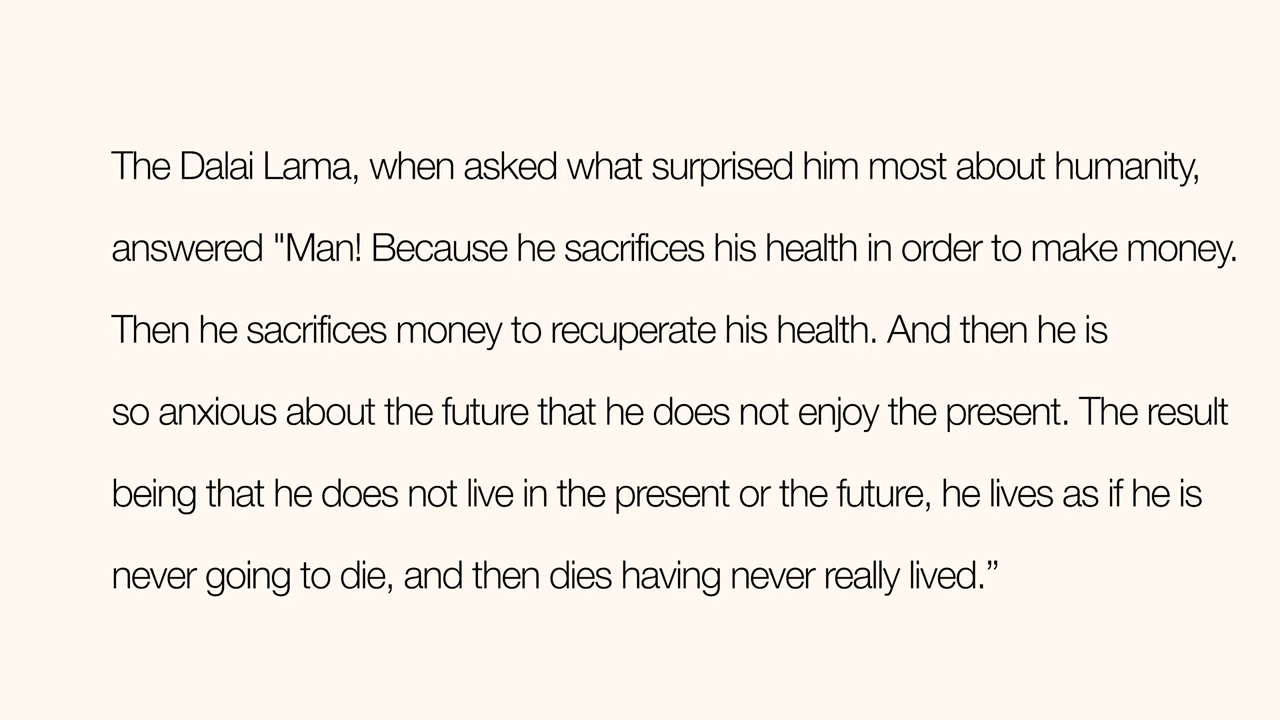 The Dalai Lama, when asked what surprised him most about humanity,
answered "Man! Because he sacrifices his health in order to make money.
Then he sacrifices money to recuperate his health. And then he is
so anxious about the future that he does not enjoy the present. The result
being that he does not live in the present or the future, he lives as if he is
never going to die, and then dies having never really lived.”